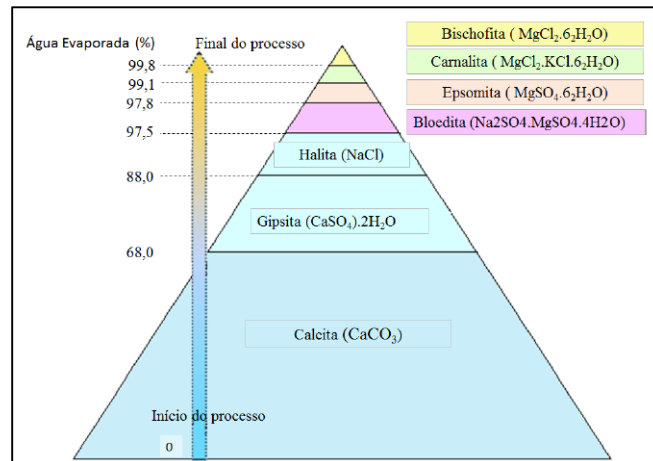 Água Evaporada (%)
Final do processo
Bischofita ( MgCl₂.6₂H₂O)
Carnalita ( MgCl₂.KCl.6₂H₂O)
Epsomita ( MgSO₄.6₂H₂O)
Bloedita (Na2SO4.MgSO4.4H2O)
99,8
99,1
97,8
97,5
Halita (NaCl)
88,0
Gipsita (CaSO₄).2H₂O
68,0
Calcita (CaCO₃)
Início do processo
0